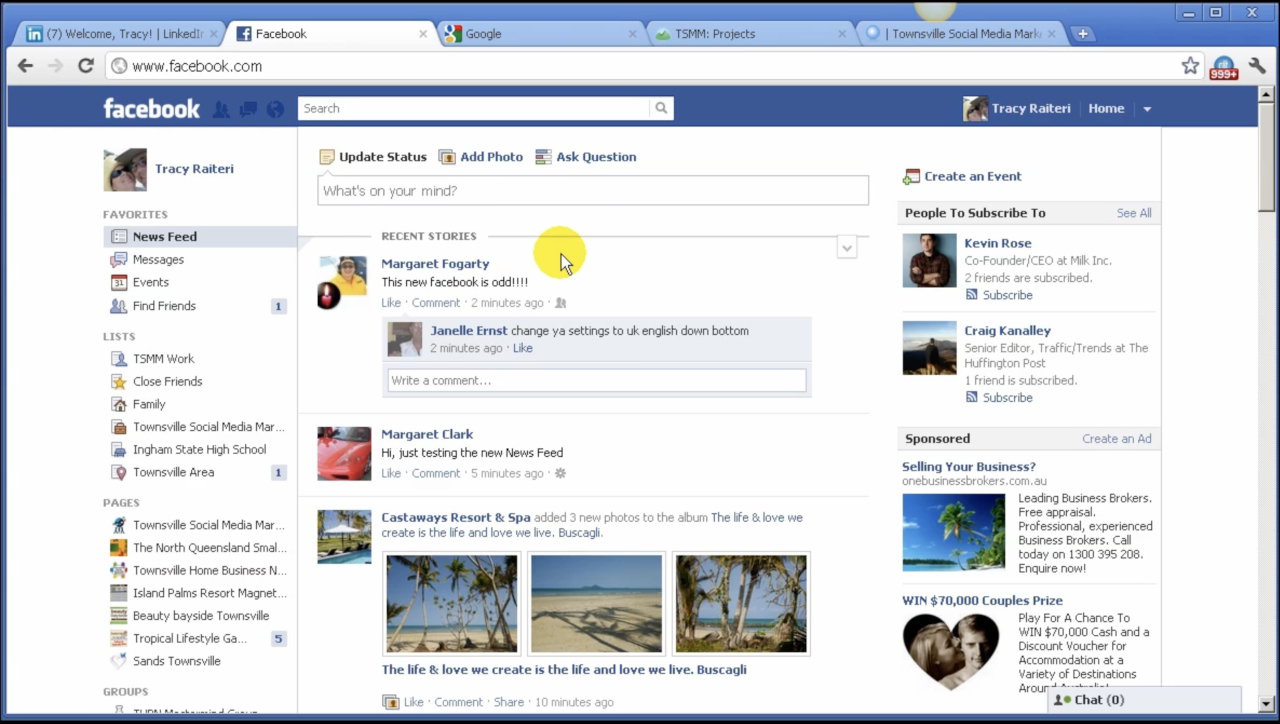 (7) Welcome, Tracy! | LinkedIn
Facebook
Google
TSMM: Projects
| Townsville Social Media Mark
www.facebook.com
999+
facebook
Search
Tracy Raiteri
Home
Tracy Raiteri
FAVORITES
News Feed
Messages
31 Events
Find Friends 1
LISTS
TSMM Work
Close Friends
Family
Townsville Social Media Mar...
Ingham State High School
Townsville Area 1
PAGES
Townsville Social Media Mar...
The North Queensland Smal...
Townsville Home Business N...
Island Palms Resort Magnet...
Beauty bayside Townsville
Tropical Lifestyle Ga... 5
Sands Townsville
GROUPS
Update Status Add Photo Ask Question
What's on your mind?
RECENT STORIES
Margaret Fogarty
This new facebook is odd!!!!
Like · Comment · 2 minutes ago ·
Janelle Ernst change ya settings to uk english down bottom
2 minutes ago · Like
Write a comment...
Margaret Clark
Hi, just testing the new News Feed
Like · Comment · 5 minutes ago ·
Castaways Resort & Spa added 3 new photos to the album The life & love we
create is the life and love we live. Buscagli.
The life & love we create is the life and love we live. Buscagli
Like · Comment · Share · 10 minutes ago
Create an Event
People To Subscribe To See All
Kevin Rose
Co-Founder/CEO at Milk Inc.
2 friends are subscribed.
Subscribe
Craig Kanalley
Senior Editor, Traffic/Trends at The
Huffington Post
1 friend is subscribed.
Subscribe
Sponsored Create an Ad
Selling Your Business?
onebusinessbrokers.com.au
Leading Business Brokers.
Free appraisal.
Professional, experienced
Business Brokers. Call
today on 1300 395 208.
Enquire now!
WIN $70,000 Couples Prize
Play For A Chance To
WIN $70,000 Cash and a
Discount Voucher for
Accommodation at a
Variety of Destinations
Around Australia!
Chat (0)